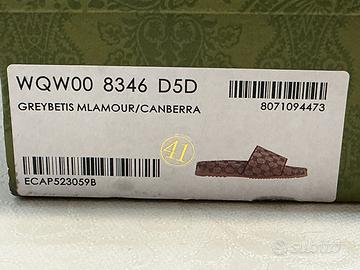 WQW00 8346 D5D
GREYBETIS MLAMOUR/CANBERRA
8071094473
41
ECAP523059B
subito